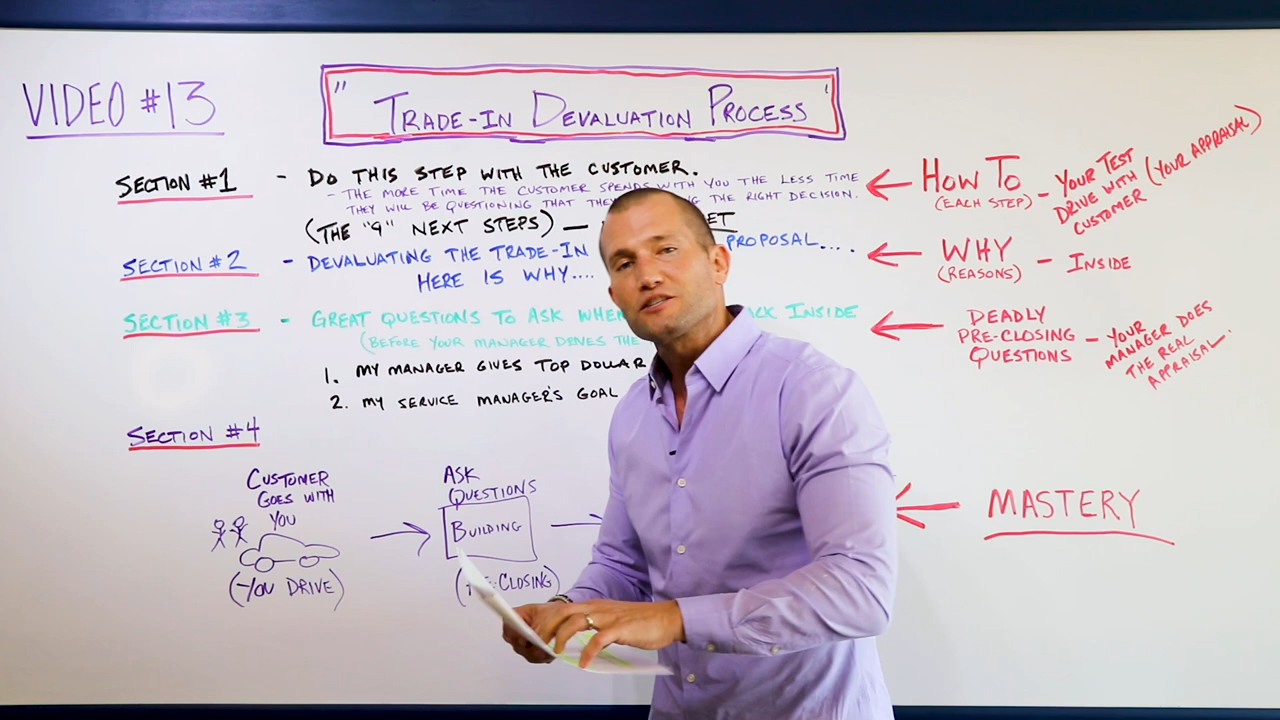 VIDEO #13
" TRADE-IN DEVALUATION PROCESS '
SECTION #1 - DO THIS STEP WITH THE CUSTOMER.
- THE MORE TIME THE CUSTOMER SPENDS WITH YOU THE LESS TIME
THEY WILL BE QUESTIONING THAT THE THE RIGHT DECISION.
(THE "9" NEXT STEPS) —
HOW TO
(EACH STEP)
- YOUR TEST
DRIVE WITH (YOUR APPRAISAL)
CUSTOMER
SECTION #2 - DEVALUATING THE TRADE-IN PROPOSAL....
HERE IS WHY....
WHY
(REASONS) - INSIDE
SECTION #3 - GREAT QUESTIONS TO ASK WHEN INSIDE
(BEFORE YOUR MANAGER DRIVES THE
1. MY MANAGER GIVES TOP DOLLAR
2. MY SERVICE MANAGER'S GOAL
DEADLY
PRE-CLOSING
QUESTIONS
- YOUR
MANAGER DOES
THE REAL
APPRAISAL.
SECTION #4
CUSTOMER
GOES WITH
YOU
(YOU DRIVE)
ASK
QUESTIONS
BUILDING
CLOSING)
MASTERY